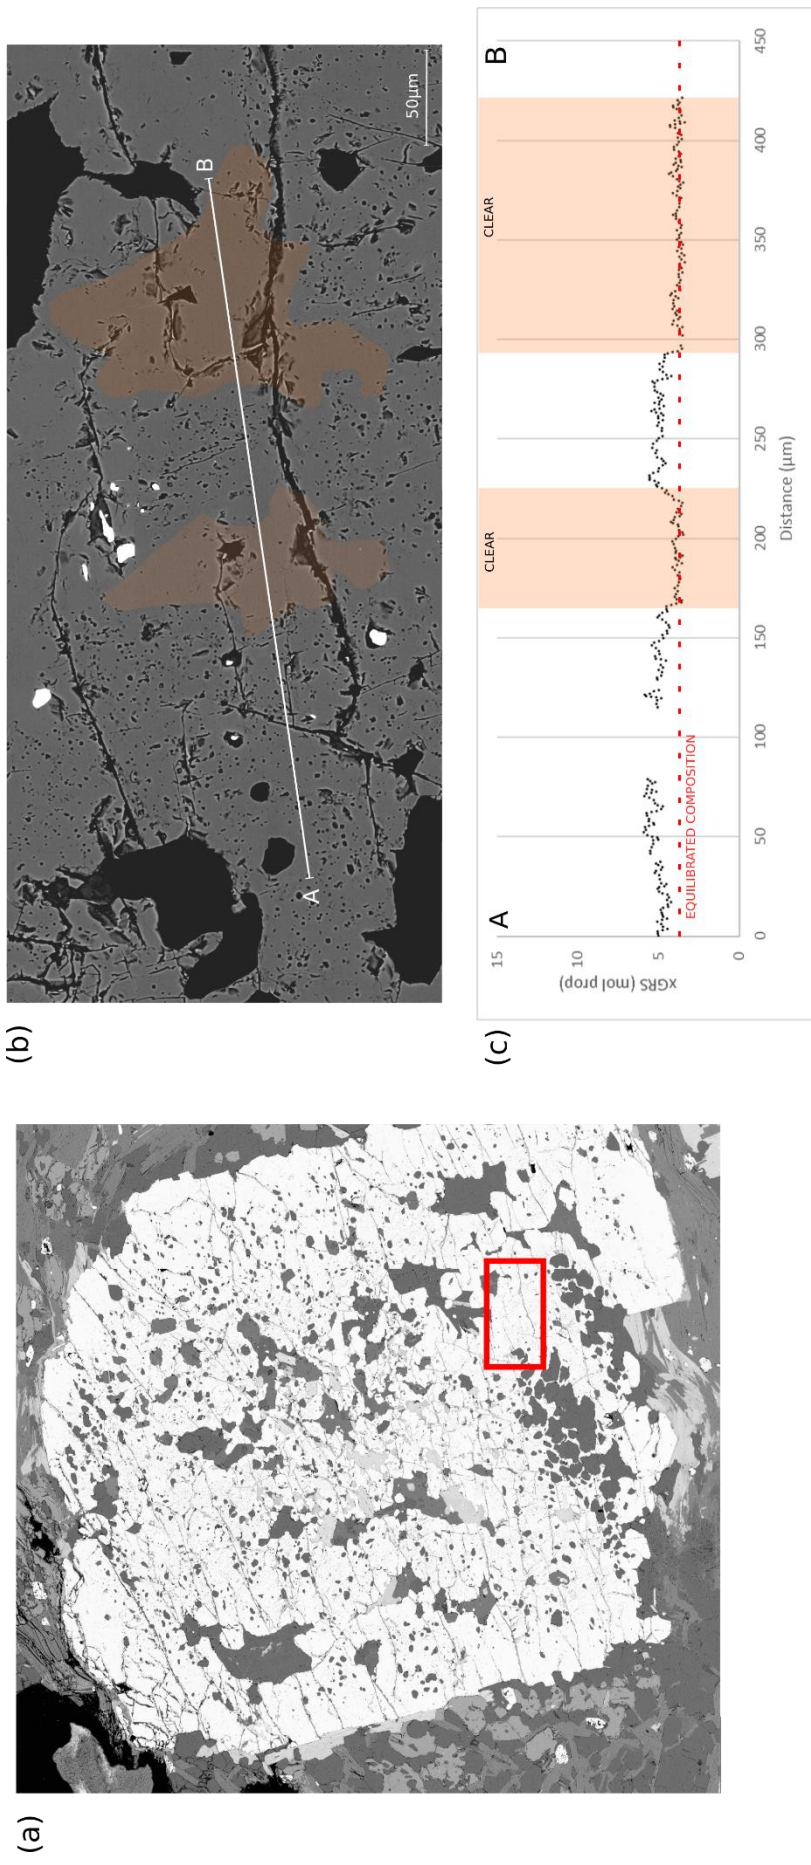 (a)
(b)
A
B
50μm
(c)
A
B
CLEAR
CLEAR
EQUILIBRATED COMPOSITION
xGRS (mol prop)
15
10
5
0
0
50
100
150
200
250
300
350
400
450
Distance (μm)